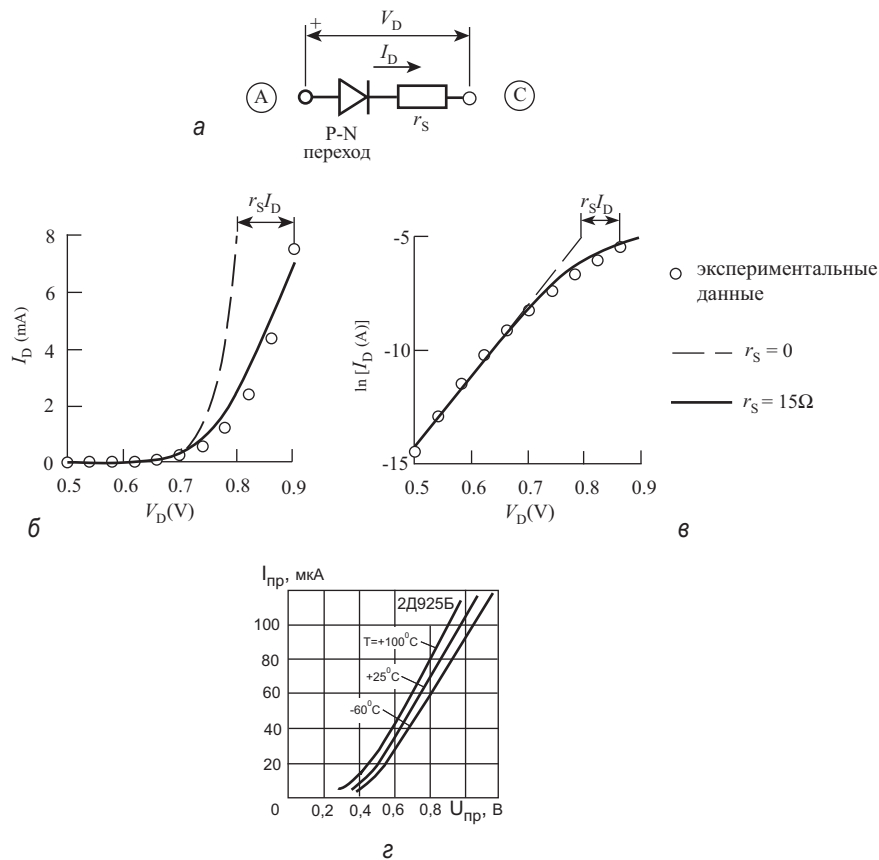 V_D
+
I_D
A
C
r_S
P-N
переход
а
r_S I_D
8
6
4
2
0
I_D (mA)
0.5 0.6 0.7 0.8 0.9
V_D(V)
б
r_S I_D
-5
-10
-15
ln [I_D (A)]
0.5 0.6 0.7 0.8 0.9
V_D(V)
в
экспериментальные
данные
r_S = 0
r_S = 15Ω
I_пр, мкА
2Д925Б
100
T=+100⁰C
80
+25⁰C
60
-60⁰C
40
20
0 0,2 0,4 0,6 0,8 U_пр, В
г